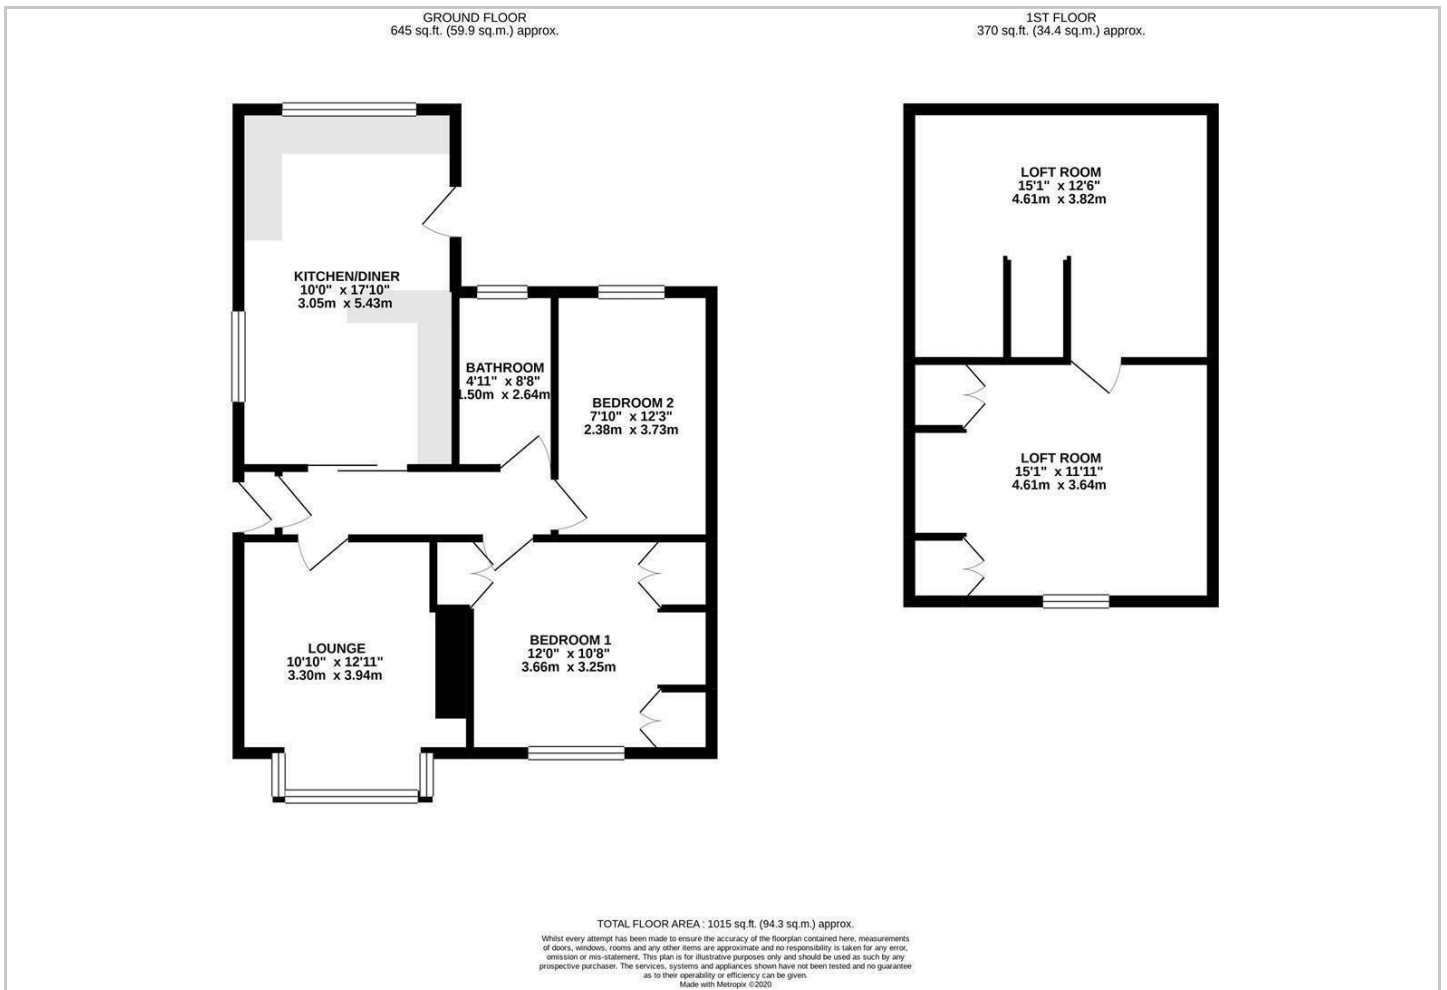 GROUND FLOOR
645 sq.ft. (59.9 sq.m.) approx.
1ST FLOOR
370 sq.ft. (34.4 sq.m.) approx.
LOFT ROOM
15'1" x 12'6"
4.61m x 3.82m
KITCHEN/DINER
10'0" x 17'10"
3.05m x 5.43m
BATHROOM
4'11" x 8'8"
1.50m x 2.64m
BEDROOM 2
7'10" x 12'3"
2.38m x 3.73m
LOFT ROOM
15'1" x 11'11"
4.61m x 3.64m
LOUNGE
10'10" x 12'11"
3.30m x 3.94m
BEDROOM 1
12'0" x 10'8"
3.66m x 3.25m
TOTAL FLOOR AREA : 1015 sq.ft. (94.3 sq.m.) approx.
Whilst every attempt has been made to ensure the accuracy of the floorplan contained here, measurements
of doors, windows, rooms and any other items are approximate and no responsibility is taken for any error,
omission or mis-statement. This plan is for illustrative purposes only and should be used as such by any
prospective purchaser. The services, systems and appliances shown have not been tested and no guarantee
as to their operability or efficiency can be given.
Made with Metropix ©2020